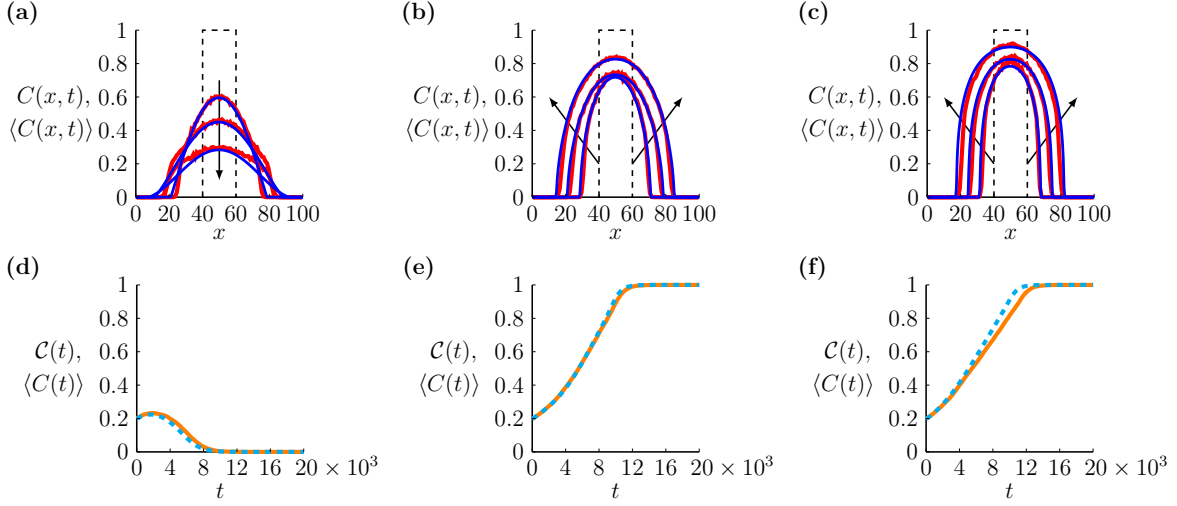 (a) (b) (c)
1 1 1
0.8 0.8 0.8
C(x, t), 0.6 C(x, t), 0.6 C(x, t), 0.6
⟨C(x, t)⟩ 0.4 ⟨C(x, t)⟩ 0.4 ⟨C(x, t)⟩ 0.4
0.2 0.2 0.2
0 0 0
0 20 40 60 80 100 0 20 40 60 80 100 0 20 40 60 80 100
x x x
(d) (e) (f)
1 1 1
0.8 0.8 0.8
𝒞(t), 0.6 𝒞(t), 0.6 𝒞(t), 0.6
⟨C(t)⟩ 0.4 ⟨C(t)⟩ 0.4 ⟨C(t)⟩ 0.4
0.2 0.2 0.2
0 0 0
0 4 8 12 16 20 × 10³ 0 4 8 12 16 20 × 10³ 0 4 8 12 16 20 × 10³
t t t